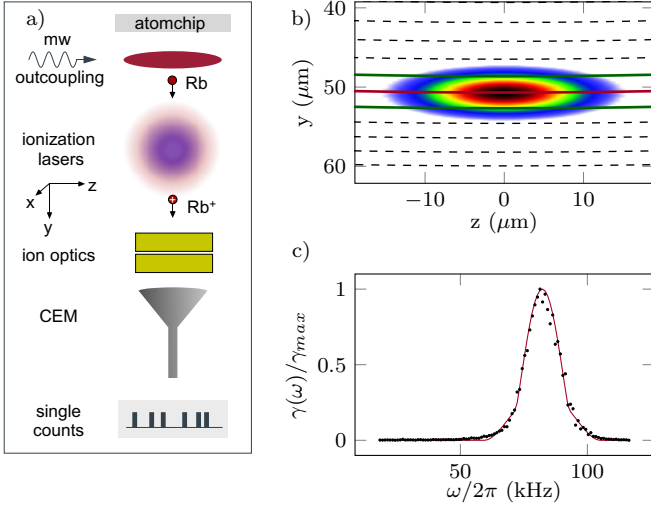 a)
atomchip
mw
outcoupling
Rb
ionization
lasers
z
x
y
Rb⁺
ion optics
CEM
single
counts
b)
40
50
60
y (μm)
−10
0
10
z (μm)
c)
1
0.5
0
γ(ω)/γmax
50
100
ω/2π (kHz)